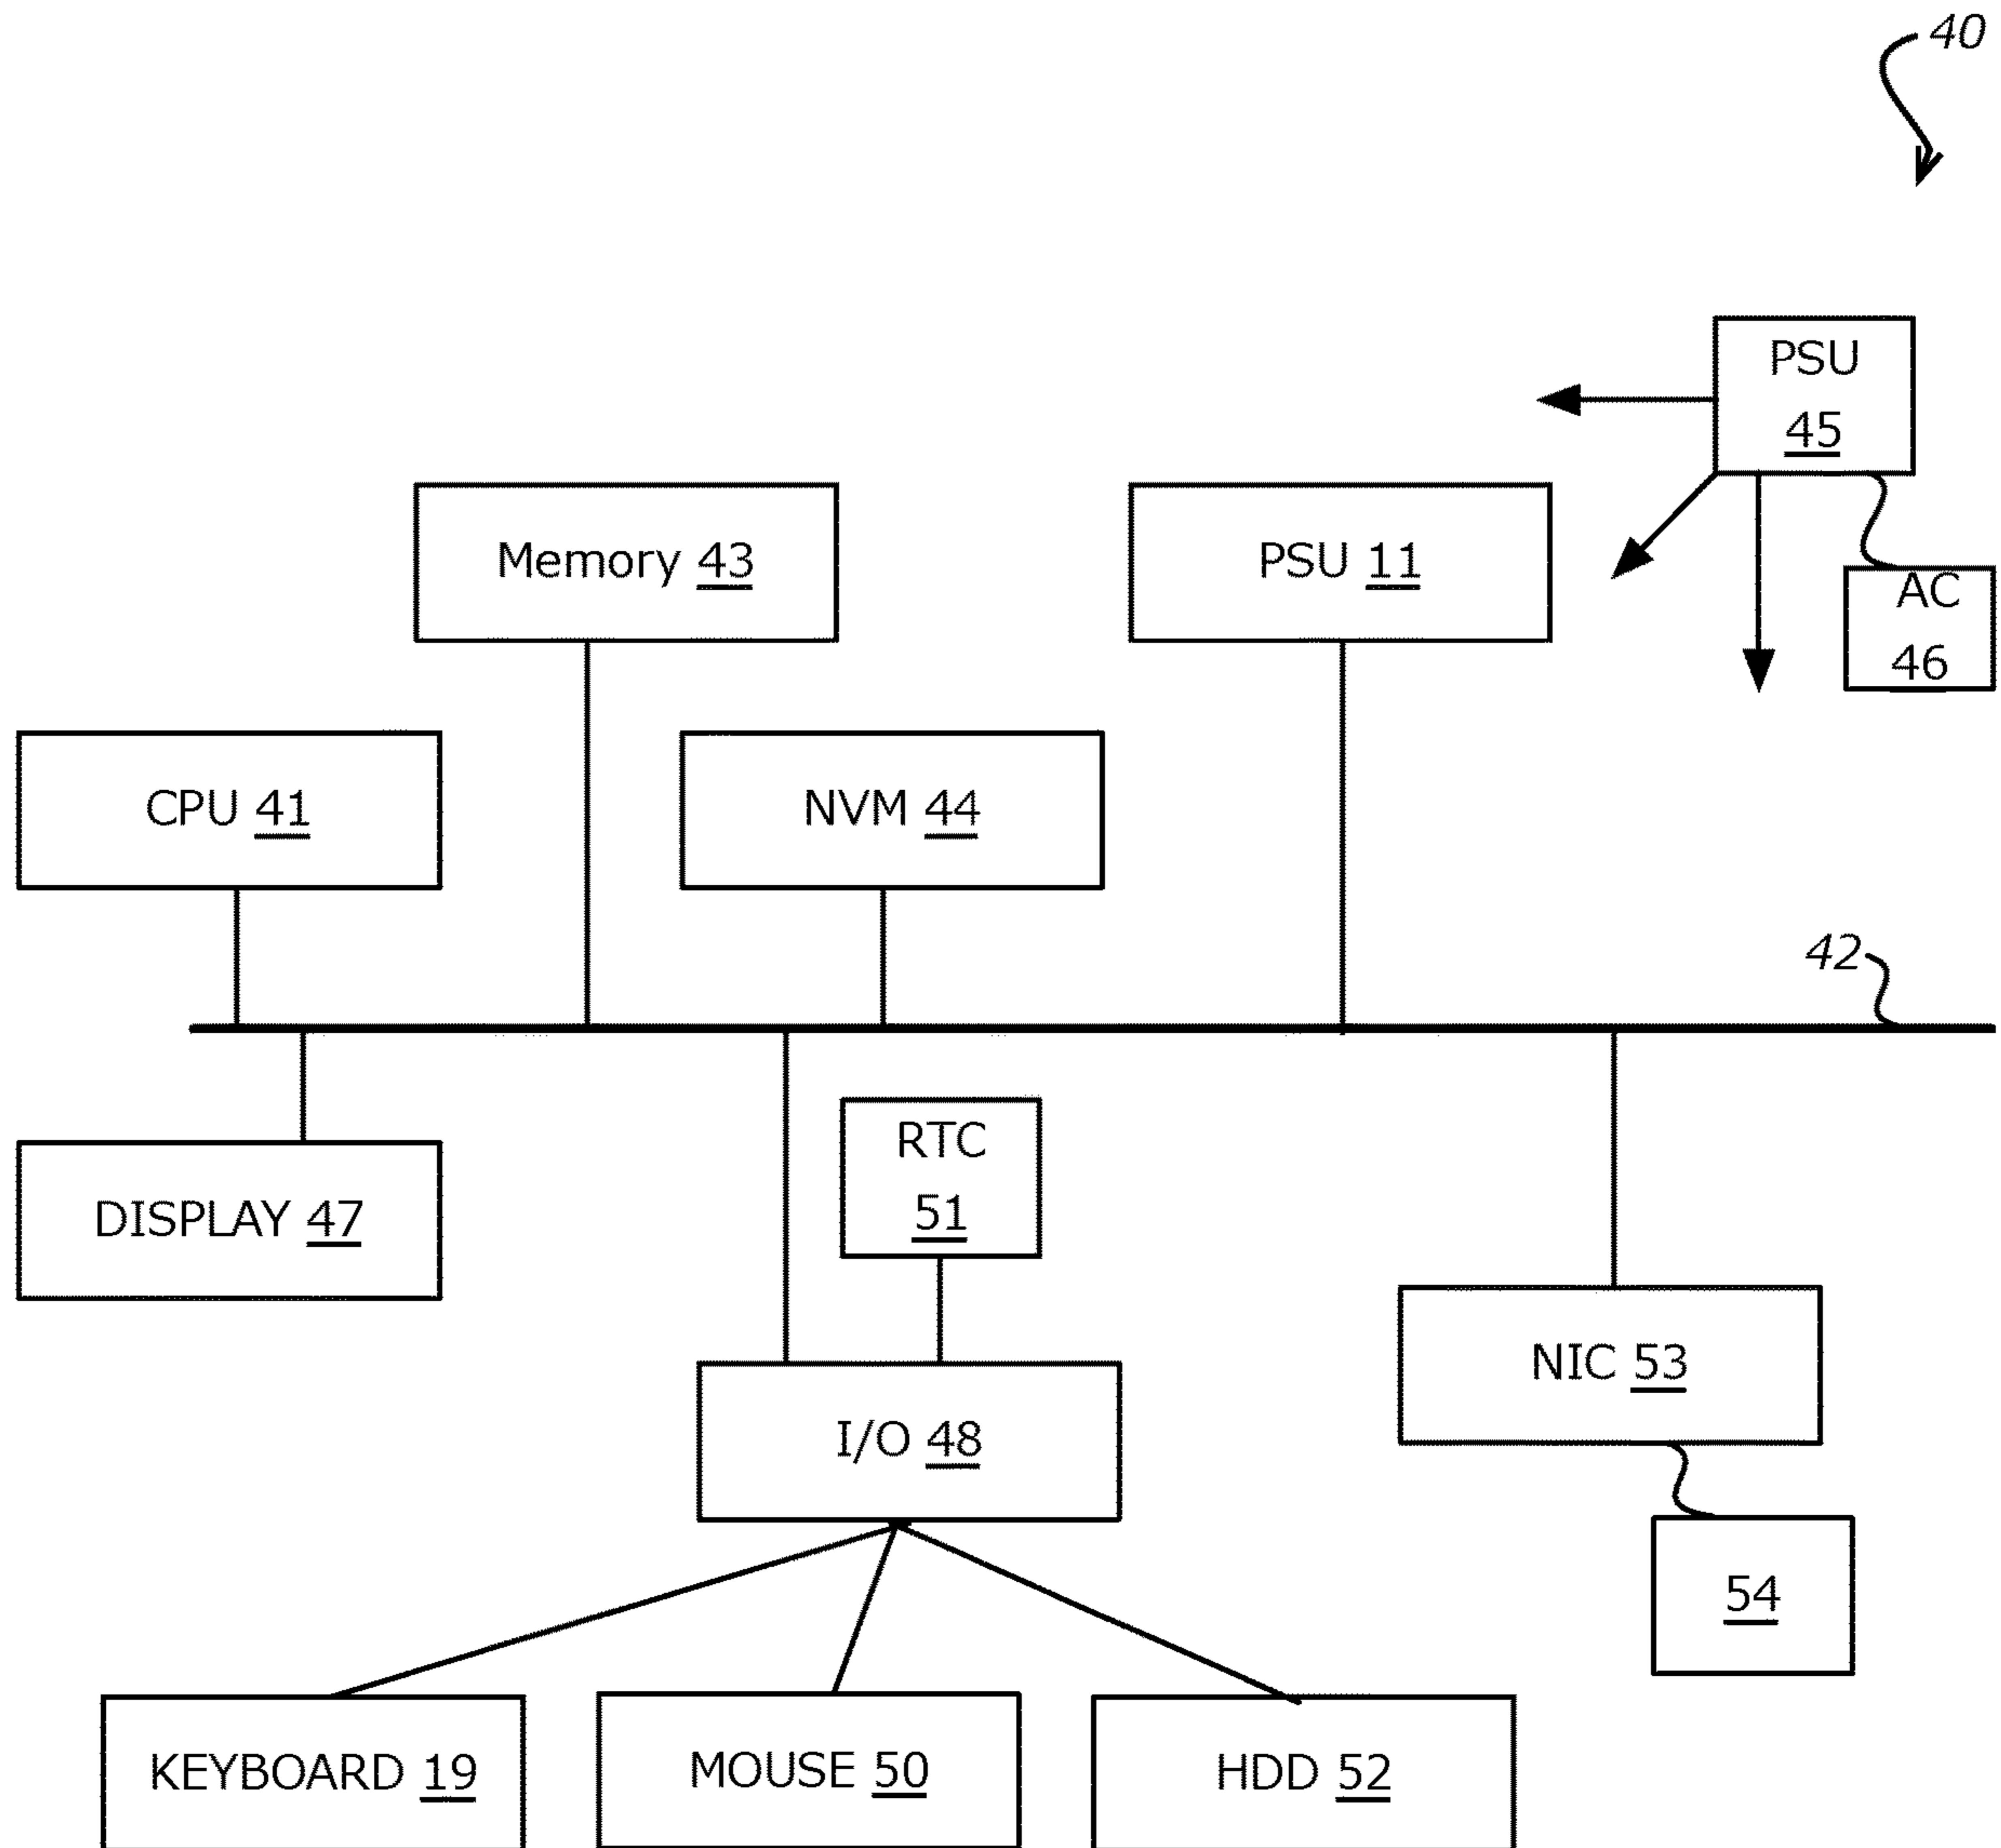 40
PSU
45
Memory 43
PSU 11
AC
46
CPU 41
NVM 44
42
RTC
51
DISPLAY 47
NIC 53
I/O 48
54
KEYBOARD 19
MOUSE 50
HDD 52